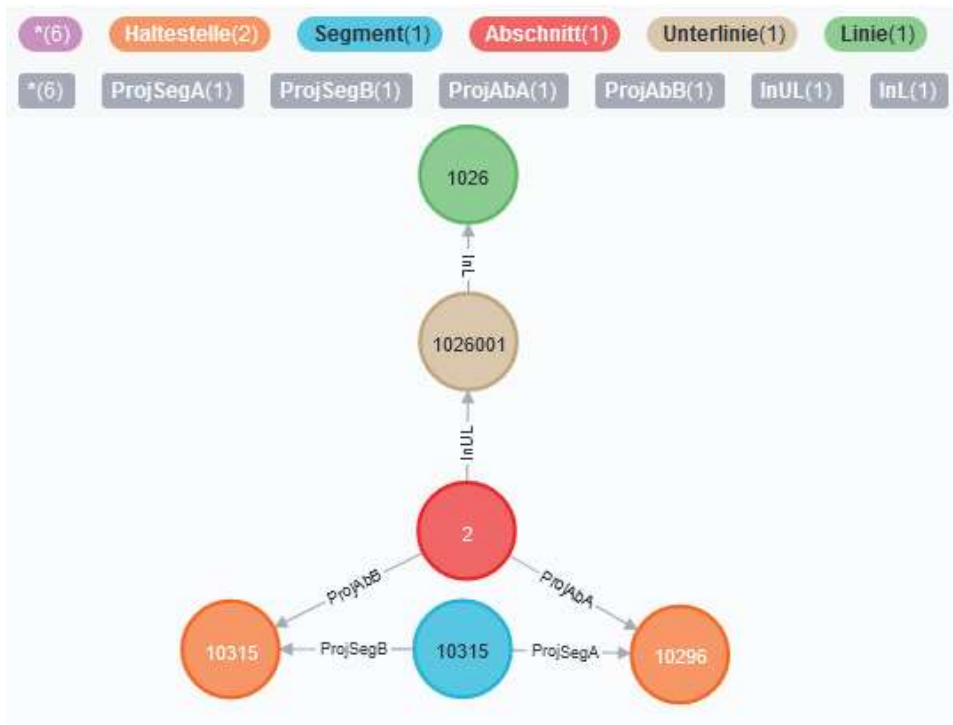 *(6) Haltestelle(2) Segment(1) Abschnitt(1) Unterlinie(1) Linie(1)
*(6) ProjSegA(1) ProjSegB(1) ProjAbA(1) ProjAbB(1) InUL(1) InL(1)
1026
InL
1026001
InUL
2
ProjAbB
ProjAbA
10315
ProjSegB
10315
ProjSegA
10296